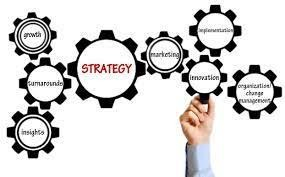 growth
turnarounds
insights
STRATEGY
marketing
implementation
innovation
organization/
change
management